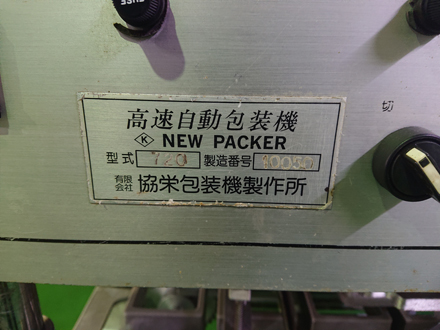 FUSE
切
高速自動包装機
K NEW PACKER
型式 製造番号
有限会社 協栄包装機製作所